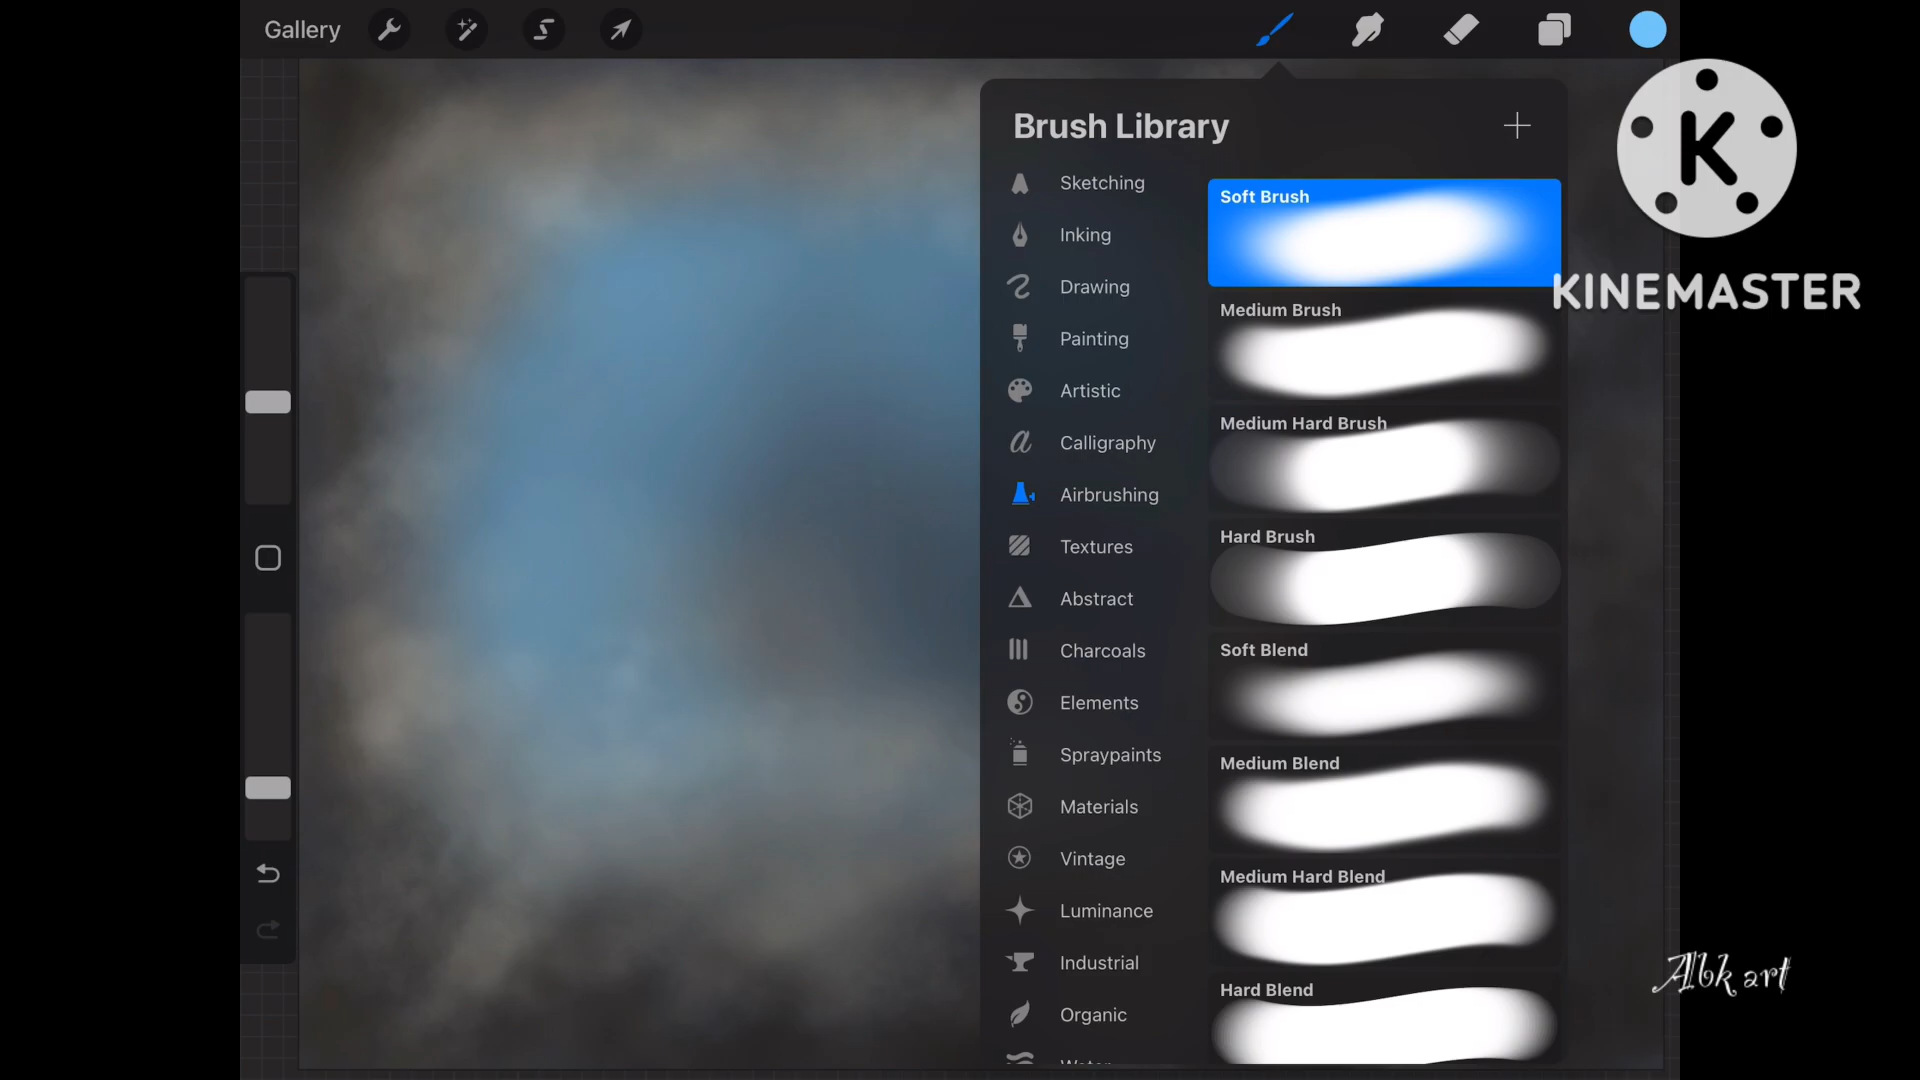 Gallery
Brush Library
Sketching
Inking
Drawing
Painting
Artistic
Calligraphy
Airbrushing
Textures
Abstract
Charcoals
Elements
Spraypaints
Materials
Vintage
Luminance
Industrial
Organic
Water
Soft Brush
Medium Brush
Medium Hard Brush
Hard Brush
Soft Blend
Medium Blend
Medium Hard Blend
Hard Blend
K
KINEMASTER
Albk art